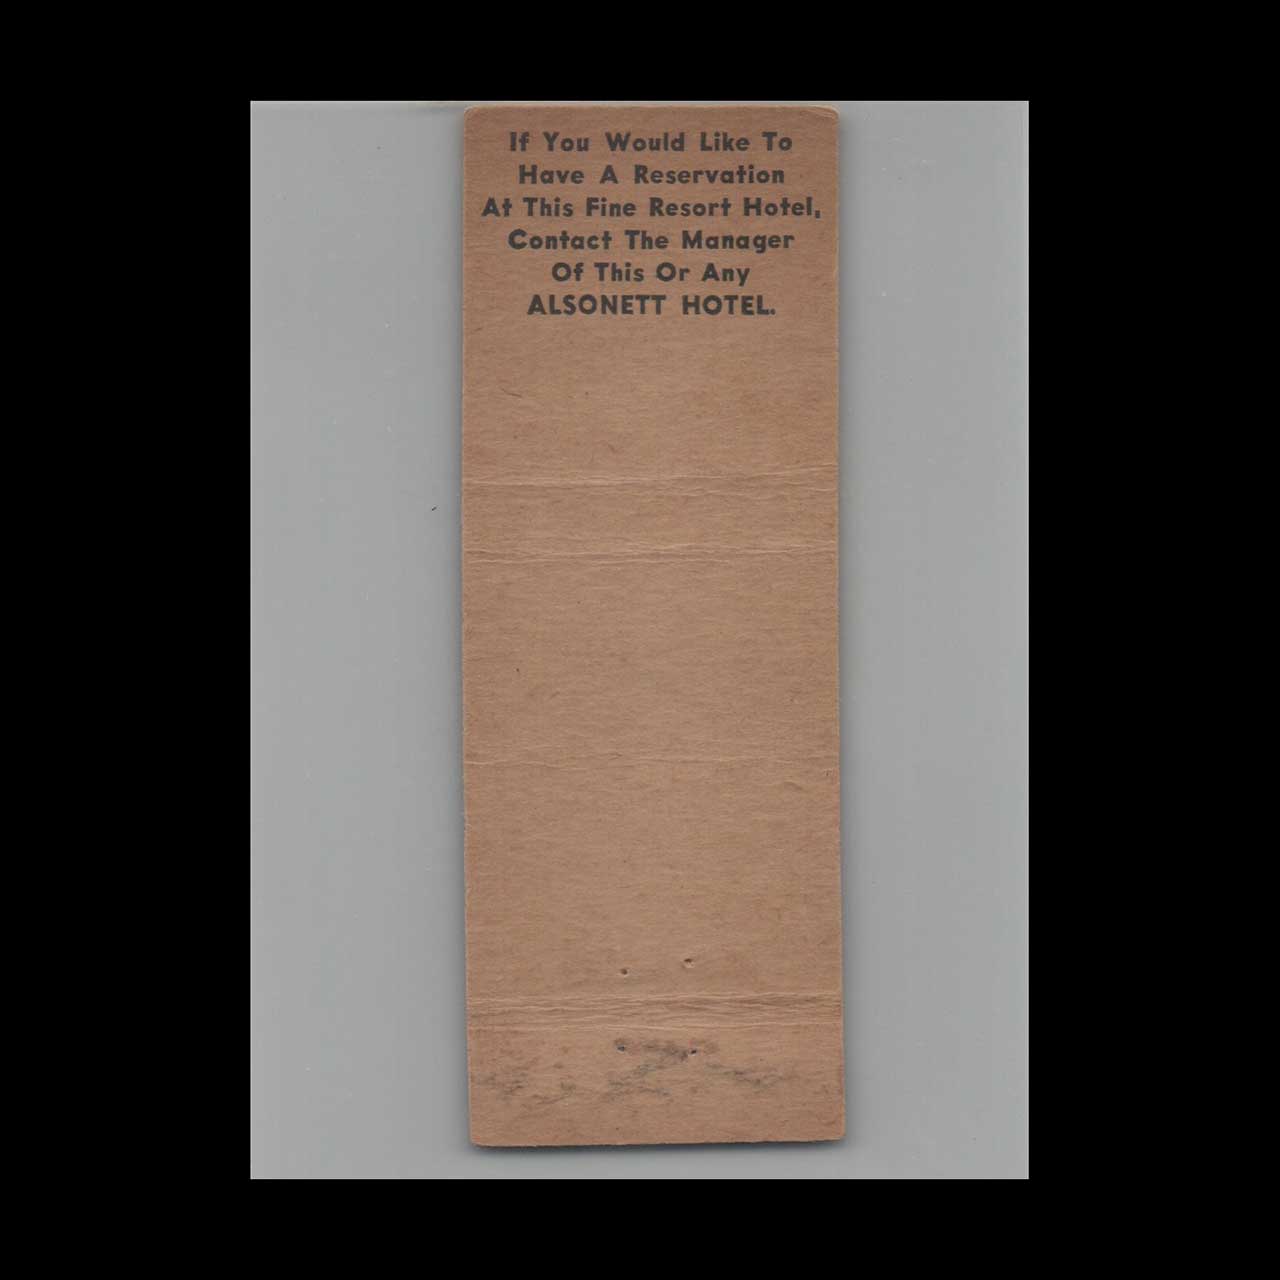 If You Would Like To
Have A Reservation
At This Fine Resort Hotel,
Contact The Manager
Of This Or Any
ALSONETT HOTEL.